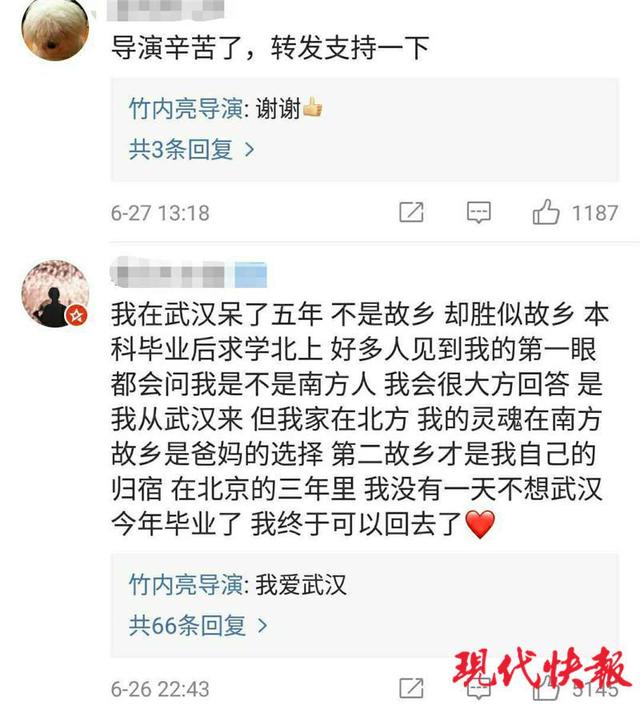 导演辛苦了，转发支持一下
竹内亮导演: 谢谢👍
共3条回复 >
6-27 13:18 1187
我在武汉呆了五年 不是故乡 却胜似故乡 本
科毕业后求学北上 好多人见到我的第一眼
都会问我是不是南方人 我会很大方回答 是
我从武汉来 但我家在北方 我的灵魂在南方
故乡是爸妈的选择 第二故乡才是我自己的
归宿 在北京的三年里 我没有一天不想武汉
今年毕业了 我终于可以回去了❤️
竹内亮导演: 我爱武汉
共66条回复 >
现代快报
6-26 22:43 5145